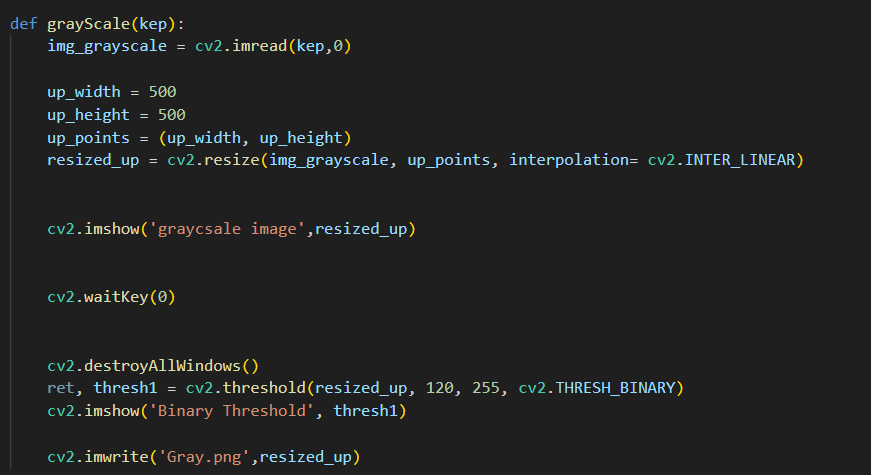 def grayScale(kep):
    img_grayscale = cv2.imread(kep,0)
    up_width = 500
    up_height = 500
    up_points = (up_width, up_height)
    resized_up = cv2.resize(img_grayscale, up_points, interpolation= cv2.INTER_LINEAR)
    cv2.imshow('graycsale image',resized_up)
    cv2.waitKey(0)
    cv2.destroyAllWindows()
    ret, thresh1 = cv2.threshold(resized_up, 120, 255, cv2.THRESH_BINARY)
    cv2.imshow('Binary Threshold', thresh1)
    cv2.imwrite('Gray.png',resized_up)